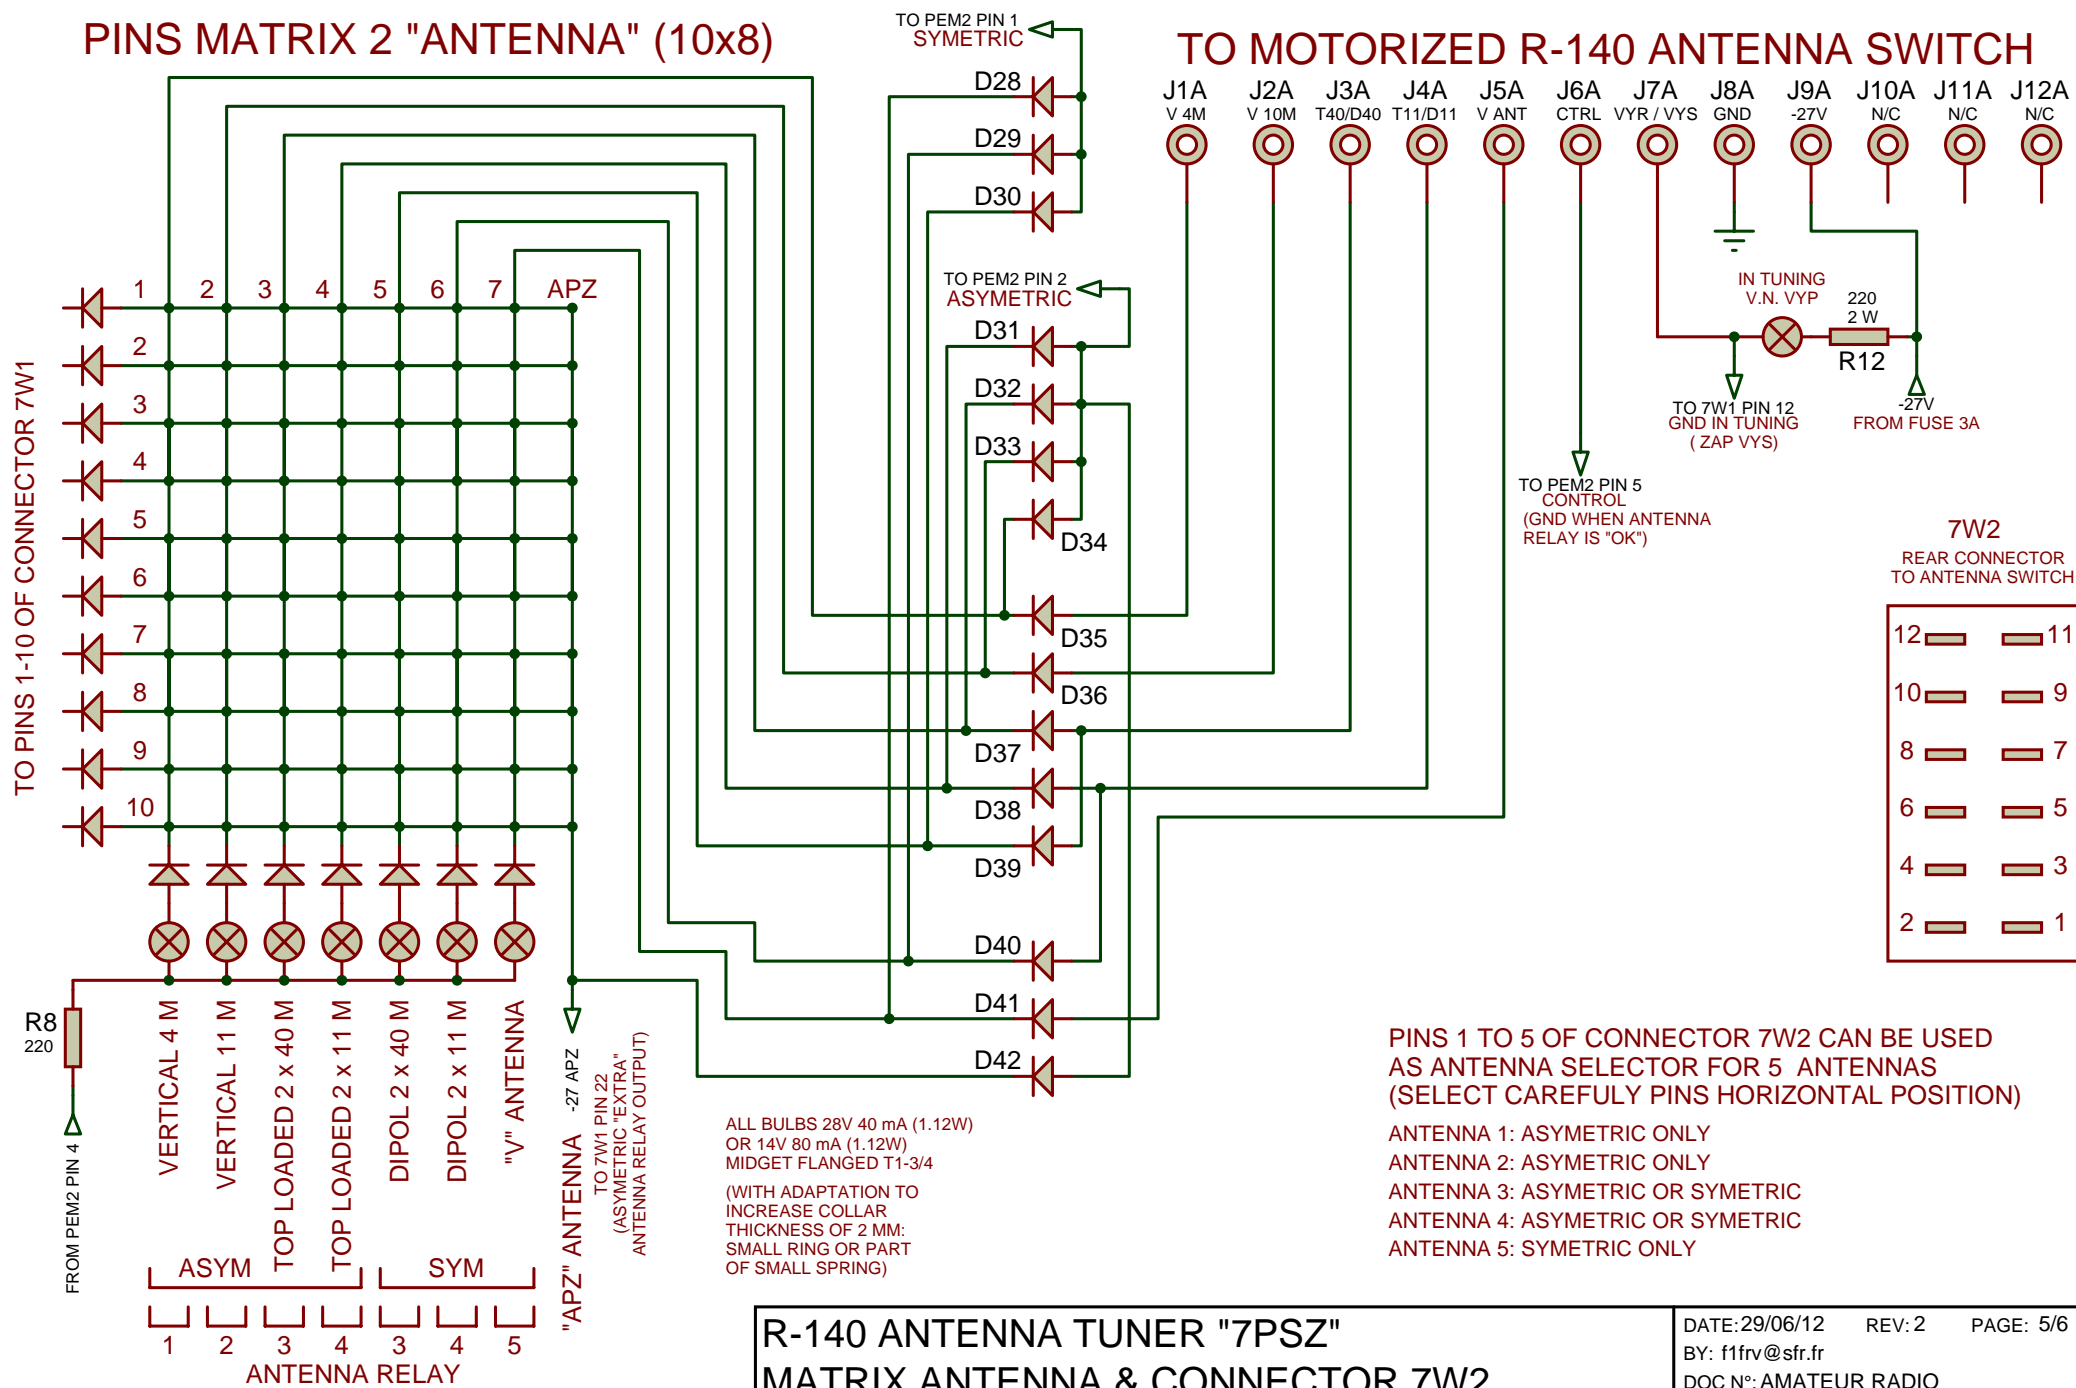 PINS MATRIX 2 "ANTENNA" (10x8)
TO PEM2 PIN 1
SYMETRIC
TO MOTORIZED R-140 ANTENNA SWITCH
J1A J2A J3A J4A J5A J6A J7A J8A J9A J10A J11A J12A
V 4M V 10M T40/D40 T11/D11 V ANT CTRL VYR / VYS GND -27V N/C N/C N/C
D28
D29
D30
TO PEM2 PIN 2
ASYMETRIC
D31
D32
D33
D34
D35
D36
D37
D38
D39
D40
D41
D42
1 2 3 4 5 6 7 APZ
2
3
4
5
6
7
8
9
10
TO PINS 1-10 OF CONNECTOR 7W1
IN TUNING
V.N. VYP
220
2 W
R12
TO 7W1 PIN 12
GND IN TUNING
( ZAP VYS)
-27V
FROM FUSE 3A
TO PEM2 PIN 5
CONTROL
(GND WHEN ANTENNA
RELAY IS "OK")
7W2
REAR CONNECTOR
TO ANTENNA SWITCH
12 11
10 9
8 7
6 5
4 3
2 1
R8
220
FROM PEM2 PIN 4
VERTICAL 4 M
VERTICAL 11 M
TOP LOADED 2 x 40 M
TOP LOADED 2 x 11 M
DIPOL 2 x 40 M
DIPOL 2 x 11 M
"V" ANTENNA
"APZ" ANTENNA -27 APZ
TO 7W1 PIN 22
(ASYMETRIC "EXTRA"
ANTENNA RELAY OUTPUT)
ASYM SYM
1 2 3 4 3 4 5
ANTENNA RELAY
ALL BULBS 28V 40 mA (1.12W)
OR 14V 80 mA (1.12W)
MIDGET FLANGED T1-3/4
(WITH ADAPTATION TO
INCREASE COLLAR
THICKNESS OF 2 MM:
SMALL RING OR PART
OF SMALL SPRING)
PINS 1 TO 5 OF CONNECTOR 7W2 CAN BE USED
AS ANTENNA SELECTOR FOR 5 ANTENNAS
(SELECT CAREFULY PINS HORIZONTAL POSITION)
ANTENNA 1: ASYMETRIC ONLY
ANTENNA 2: ASYMETRIC ONLY
ANTENNA 3: ASYMETRIC OR SYMETRIC
ANTENNA 4: ASYMETRIC OR SYMETRIC
ANTENNA 5: SYMETRIC ONLY
R-140 ANTENNA TUNER "7PSZ"
MATRIX ANTENNA & CONNECTOR 7W2
DATE: 29/06/12 REV: 2 PAGE: 5/6
BY: f1frv@sfr.fr
DOC N°: AMATEUR RADIO